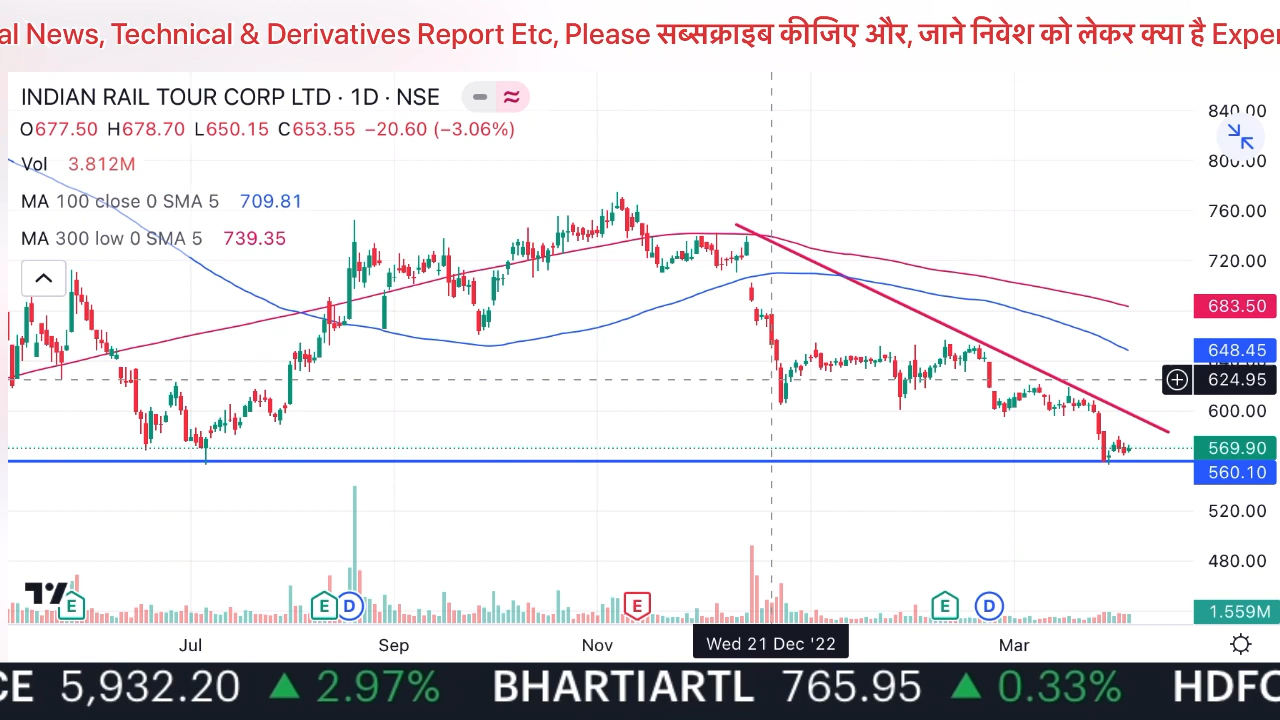 al News, Technical & Derivatives Report Etc, Please सब्सक्राइब कीजिए और, जाने निवेश को लेकर क्या है Exper
INDIAN RAIL TOUR CORP LTD · 1D · NSE
O677.50 H678.70 L650.15 C653.55 −20.60 (−3.06%)
Vol 3.812M
MA 100 close 0 SMA 5 709.81
MA 300 low 0 SMA 5 739.35
840.00
800.00
760.00
720.00
683.50
648.45
624.95
600.00
569.90
560.10
520.00
480.00
1.559M
E E D E E D
Jul Sep Nov Wed 21 Dec '22 Mar
CE 5,932.20 ▲ 2.97% BHARTIARTL 765.95 ▲ 0.33% HDFC